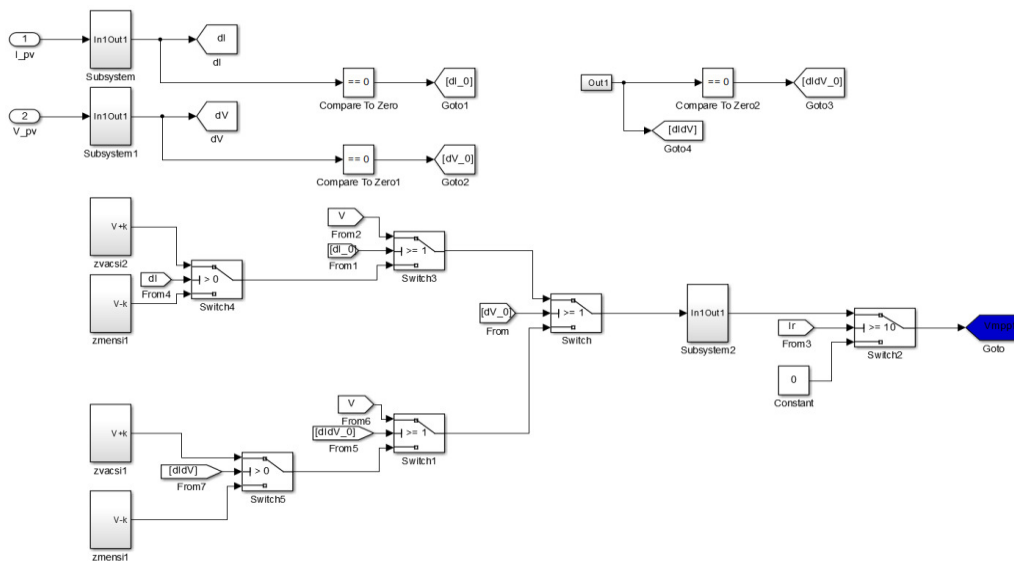 1
I_pv
In1Out1
Subsystem
dI
dI
== 0
Compare To Zero
[dI_0]
Goto1
2
V_pv
In1Out1
Subsystem1
dV
dV
== 0
Compare To Zero1
[dV_0]
Goto2
Out1
== 0
Compare To Zero2
[dIdV_0]
Goto3
[dIdV]
Goto4
V+k
zvacsi2
V-k
zmensi1
dI
From4
> 0
Switch4
V
From2
[dI_0]
From1
>= 1
Switch3
[dV_0
From
>= 1
Switch
In1Out1
Subsystem2
Ir
From3
>= 10
Switch2
0
Constant
Goto
V+k
zvacsi1
V-k
zmensi1
[dIdV]
From7
> 0
Switch5
V
From6
[dIdV_0]
From5
>= 1
Switch1